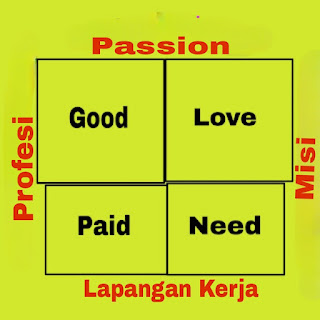 Passion
Profesi
Good
Love
Misi
Paid
Need
Lapangan Kerja